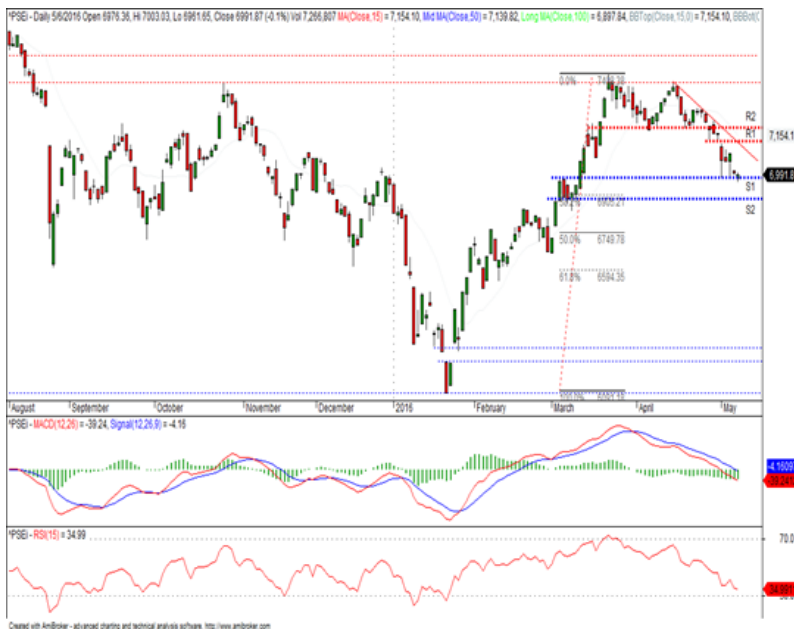 *PSEI - Daily 5/6/2016 Open 6976.36, Hi 7003.03, Lo 6961.65, Close 6991.87 (-0.1%) Vol 7,266,807 MA(Close,15) = 7,154.10, Mid MA(Close,50) = 7,139.82, Long MA(Close,100) = 6,897.84, BBTop(Close,15,0) = 7,154.10, BBBot(C
0.0%
R2
R1
7,154.1
6,991.8
S1
S2
50.0% 6749.78
61.8% 6594.35
100.0%
August September October November December 2016 February March April May
*PSEI - MACD(12,26) = -39.24, Signal(12,26,9) = -4.16
-4.1609
*PSEI - RSI(15) = 34.99
70.0
Created with AmiBroker - advanced charting and technical analysis software. http://www.amibroker.com